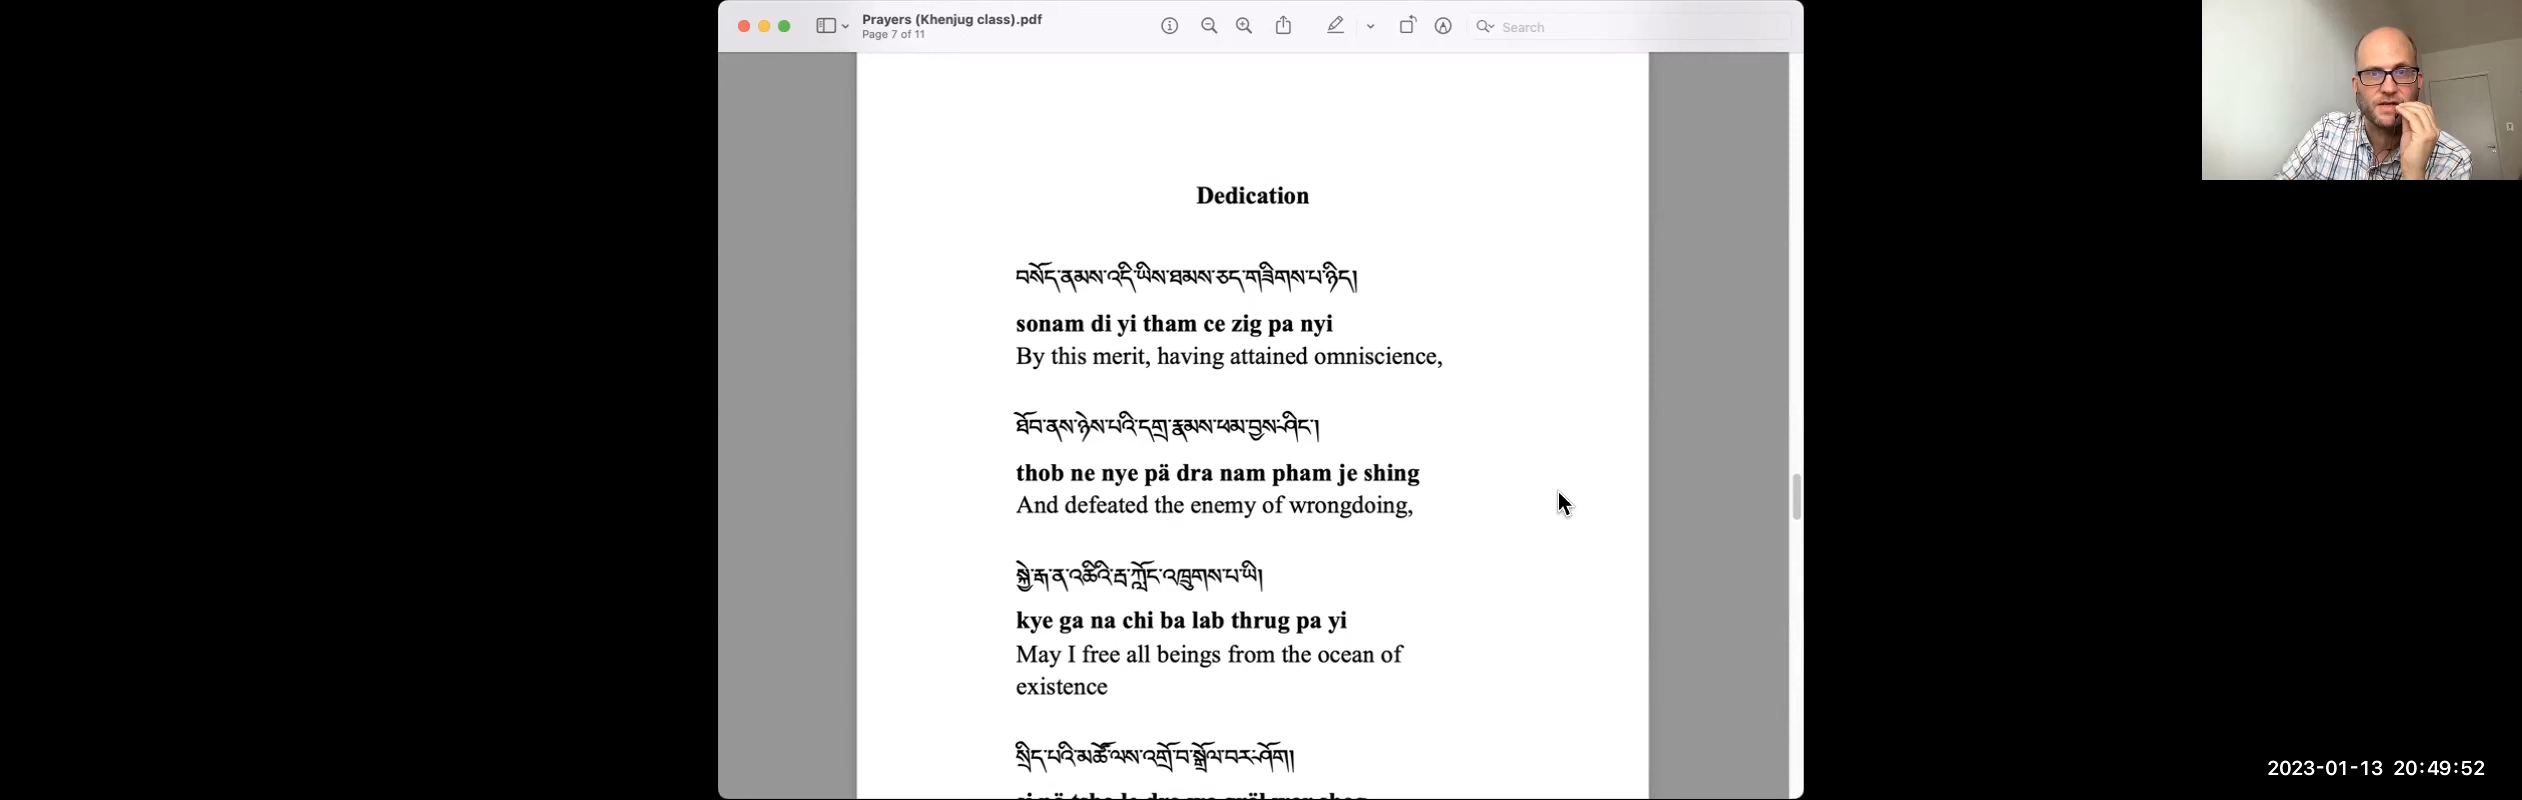 Prayers (Khenjug class).pdf
Page 7 of 11
Search
Dedication
བསོད་ནམས་འདི་ཡིས་ཐམས་ཅད་གཟིགས་པ་ཉིད།
sonam di yi tham ce zig pa nyi
By this merit, having attained omniscience,
ཐོབ་ནས་ཉེས་པའི་དགྲ་རྣམས་ཕམ་བྱས་ཤིང་།
thob ne nye pä dra nam pham je shing
And defeated the enemy of wrongdoing,
སྐྱེ་རྒ་ན་འཆིའི་རྦ་ཀློང་འཁྲུགས་པ་ཡི།
kye ga na chi ba lab thrug pa yi
May I free all beings from the ocean of
existence
སྲིད་པའི་མཚོ་ལས་འགྲོ་བ་སྒྲོལ་བར་ཤོག།
2023-01-13 20:49:52